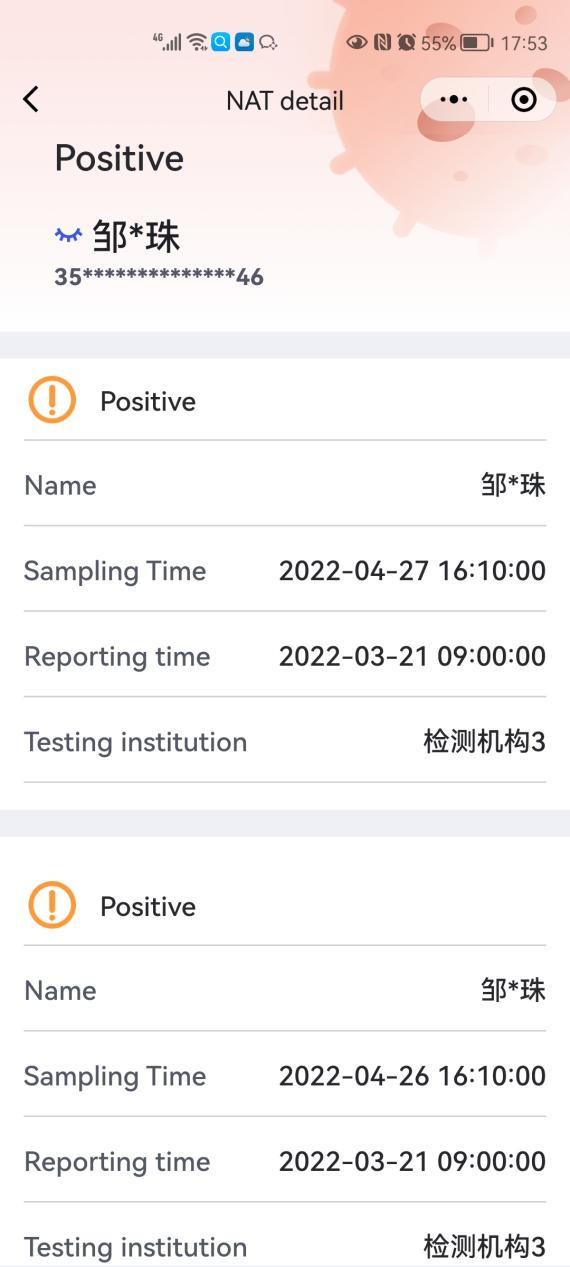 4G 55% 17:53
NAT detail
Positive
邹*珠
35**************46
Positive
Name 邹*珠
Sampling Time 2022-04-27 16:10:00
Reporting time 2022-03-21 09:00:00
Testing institution 检测机构3
Positive
Name 邹*珠
Sampling Time 2022-04-26 16:10:00
Reporting time 2022-03-21 09:00:00
Testing institution 检测机构3